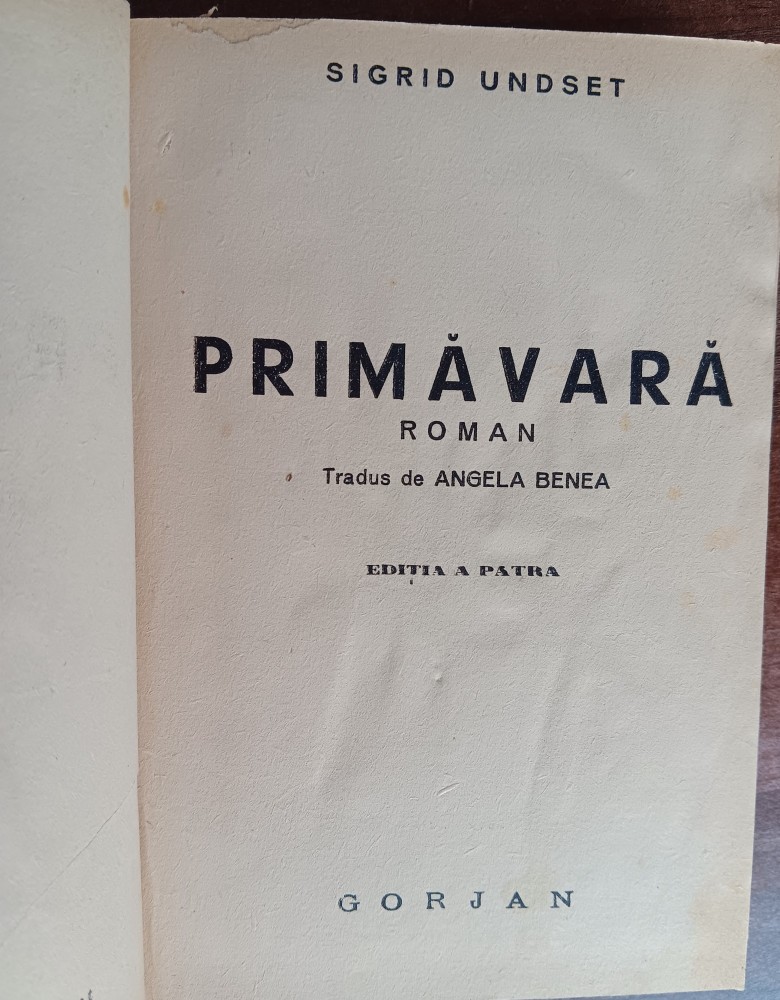 SIGRID UNDSET
PRIMĂVARĂ
ROMAN
Tradus de ANGELA BENEA
EDIȚIA A PATRA
GORJAN